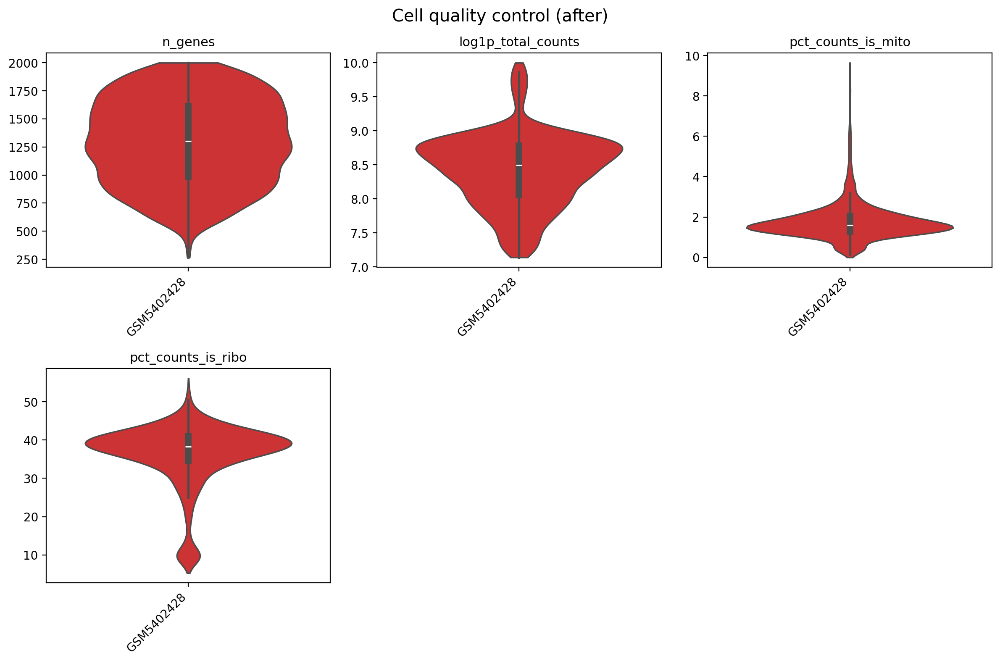 Cell quality control (after)
n_genes
2000
1750
1500
1250
1000
750
500
250
GSM5402428
log1p_total_counts
10.0
9.5
9.0
8.5
8.0
7.5
7.0
GSM5402428
pct_counts_is_mito
10
8
6
4
2
0
GSM5402428
pct_counts_is_ribo
50
40
30
20
10
GSM5402428